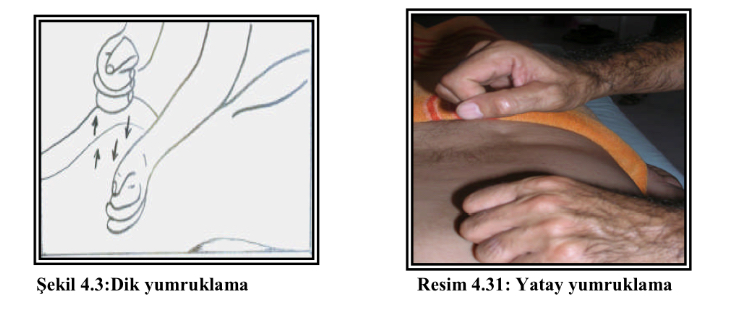 Şekil 4.3:Dik yumruklama
Resim 4.31: Yatay yumruklama